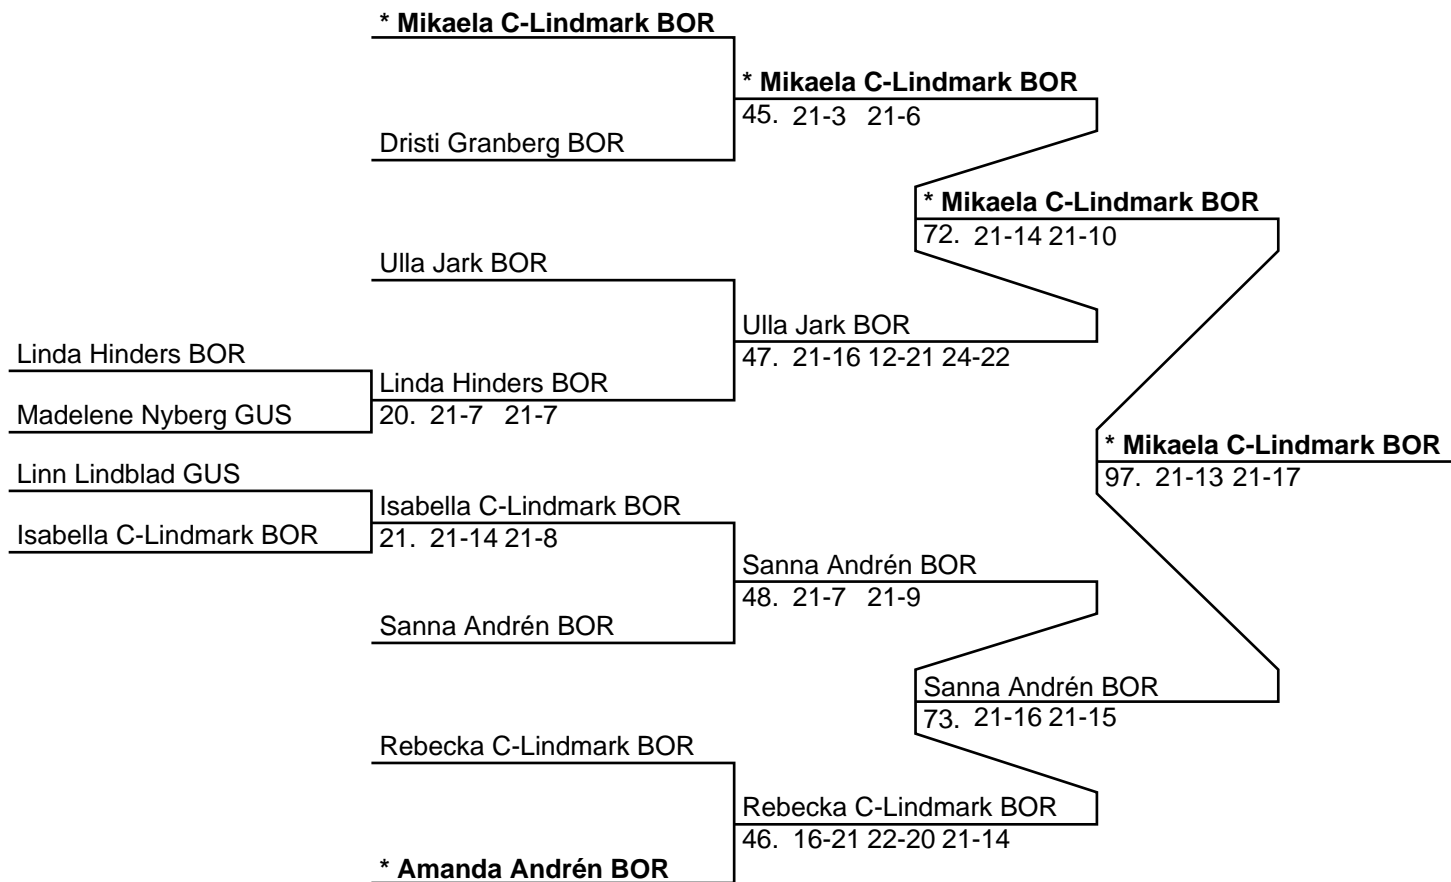 * Mikaela C-Lindmark BOR
* Mikaela C-Lindmark BOR
45. 21-3 21-6
Dristi Granberg BOR
* Mikaela C-Lindmark BOR
72. 21-14 21-10
Ulla Jark BOR
Ulla Jark BOR
47. 21-16 12-21 24-22
Linda Hinders BOR
Linda Hinders BOR
20. 21-7 21-7
Madelene Nyberg GUS
* Mikaela C-Lindmark BOR
97. 21-13 21-17
Linn Lindblad GUS
Isabella C-Lindmark BOR
21. 21-14 21-8
Isabella C-Lindmark BOR
Sanna Andrén BOR
48. 21-7 21-9
Sanna Andrén BOR
Sanna Andrén BOR
73. 21-16 21-15
Rebecka C-Lindmark BOR
Rebecka C-Lindmark BOR
46. 16-21 22-20 21-14
* Amanda Andrén BOR